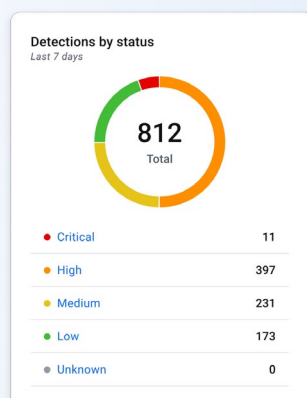 Detections by status
Last 7 days
812
Total
Critical 11
High 397
Medium 231
Low 173
Unknown 0